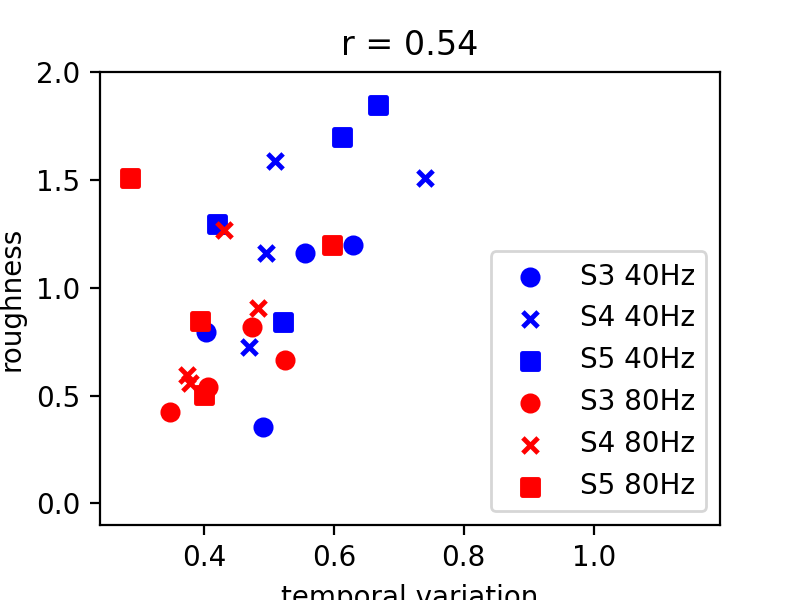 r = 0.54
2.0
1.5
1.0
0.5
0.0
roughness
S3 40Hz
S4 40Hz
S5 40Hz
S3 80Hz
S4 80Hz
S5 80Hz
0.4 0.6 0.8 1.0
temporal variation